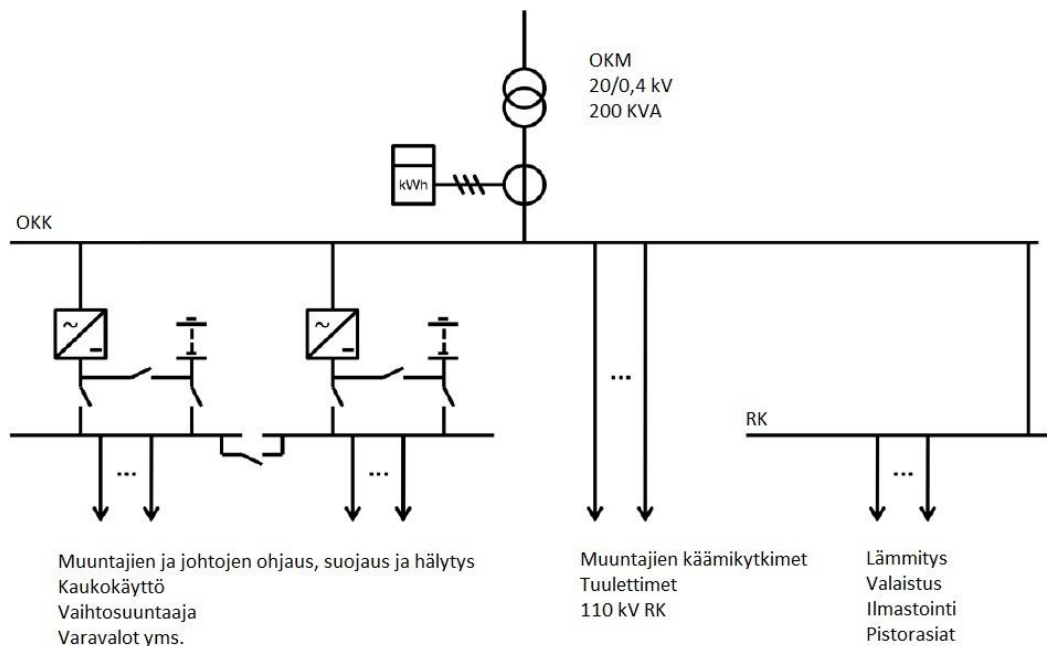 OKM
20/0,4 kV
200 KVA
kWh
OKK
~
~
...
RK
...
...
...
Muuntajien ja johtojen ohjaus, suojaus ja hälytys
Kaukokäyttö
Vaihtosuuntaaja
Varavalot yms.
Muuntajien käämikytkimet
Tuulettimet
110 kV RK
Lämmitys
Valaistus
Ilmastointi
Pistorasiat